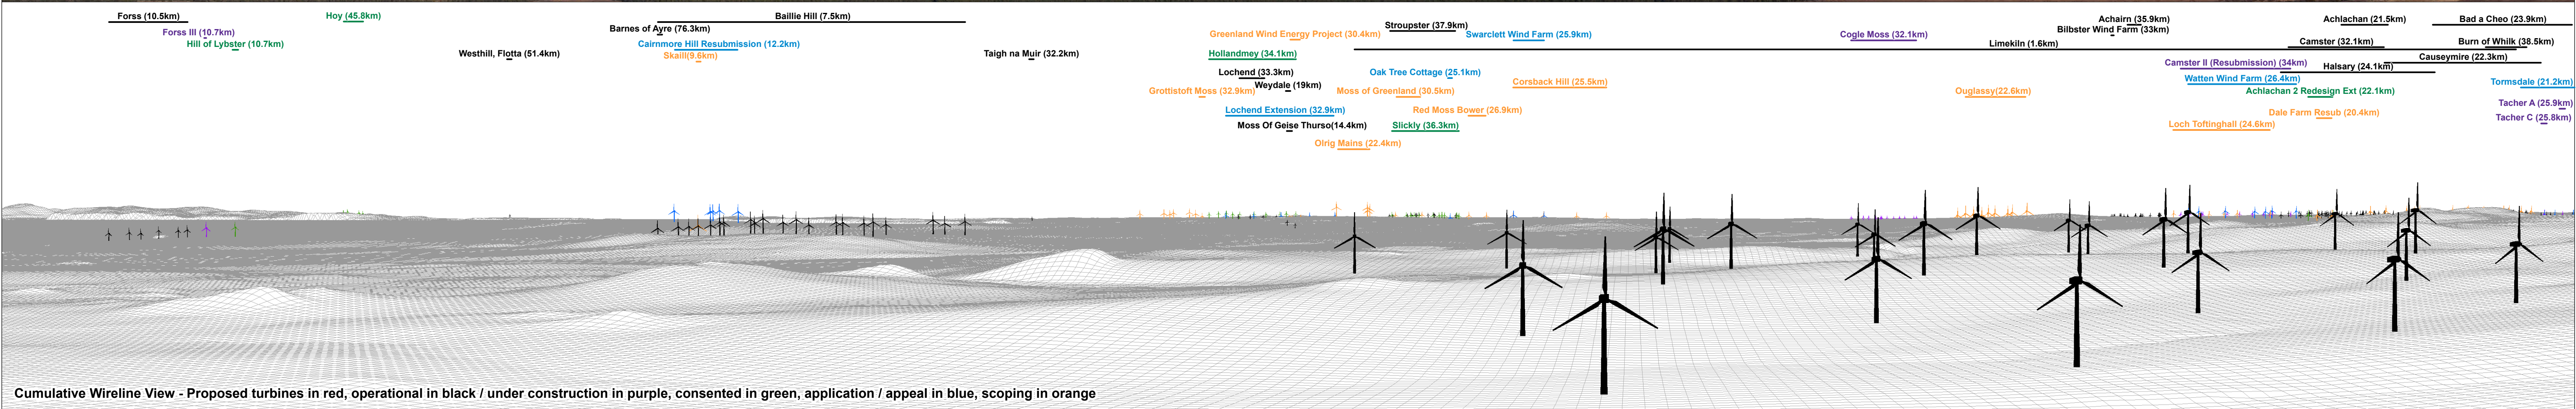 Forss (10.5km)
Forss III (10.7km)
Hill of Lybster (10.7km)
Hoy (45.8km)
Westhill, Flotta (51.4km)
Baillie Hill (7.5km)
Barnes of Ayre (76.3km)
Cairnmore Hill Resubmission (12.2km)
Skaill(9.6km)
Taigh na Muir (32.2km)
Greenland Wind Energy Project (30.4km)
Hollandmey (34.1km)
Lochend (33.3km)
Weydale (19km)
Grottistoft Moss (32.9km)
Lochend Extension (32.9km)
Moss Of Geise Thurso(14.4km)
Olrig Mains (22.4km)
Stroupster (37.9km)
Swarclett Wind Farm (25.9km)
Oak Tree Cottage (25.1km)
Corsback Hill (25.5km)
Moss of Greenland (30.5km)
Red Moss Bower (26.9km)
Slickly (36.3km)
Cogle Moss (32.1km)
Limekiln (1.6km)
Ouglassy(22.6km)
Achairn (35.9km)
Bilbster Wind Farm (33km)
Camster II (Resubmission) (34km)
Watten Wind Farm (26.4km)
Loch Toftinghall (24.6km)
Achlachan (21.5km)
Camster (32.1km)
Halsary (24.1km)
Achlachan 2 Redesign Ext (22.1km)
Dale Farm Resub (20.4km)
Bad a Cheo (23.9km)
Burn of Whilk (38.5km)
Causeymire (22.3km)
Tormsdale (21.2km)
Tacher A (25.9km)
Tacher C (25.8km)
Cumulative Wireline View - Proposed turbines in red, operational in black / under construction in purple, consented in green, application / appeal in blue, scoping in orange